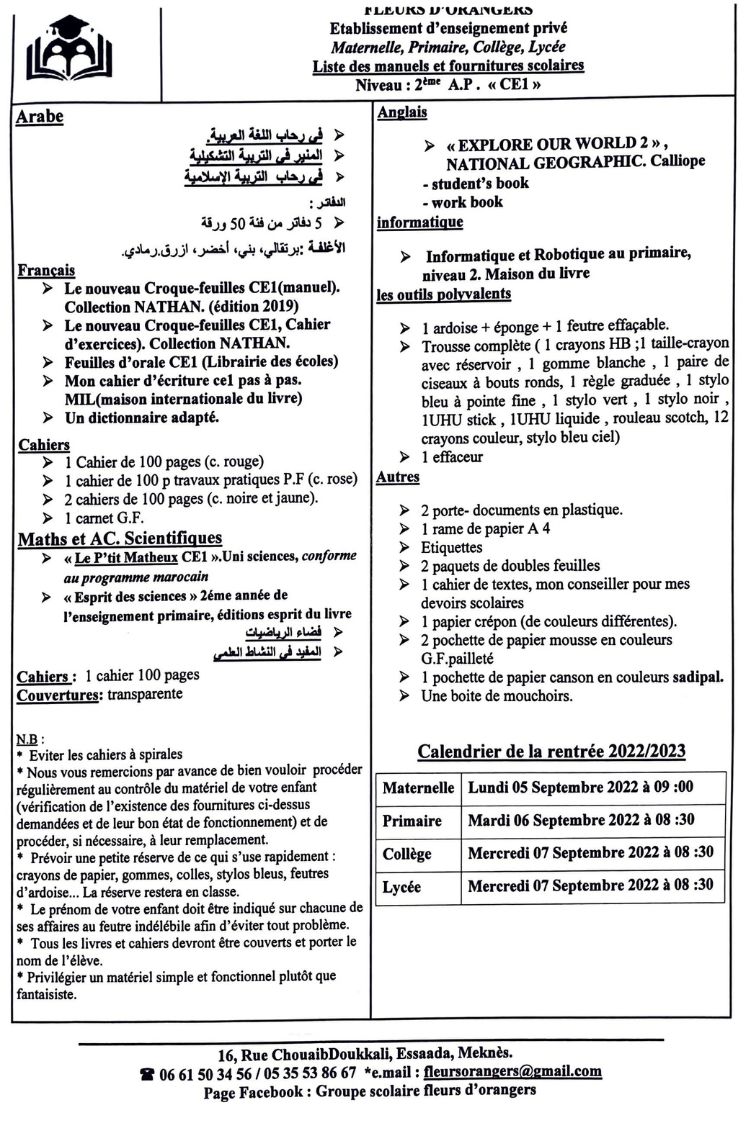 FLEURS D'ORANGERS
Etablissement d'enseignement privé
Maternelle, Primaire, Collège, Lycée
Liste des manuels et fournitures scolaires
Niveau : 2ème A.P . « CE1 »
Arabe
➢ في رحاب اللغة العربية.
➢ المنير في التربية التشكيلية
➢ في رحاب التربية الإسلامية
الدفاتر :
➢ 5 دفاتر من فئة 50 ورقة
الأغلفة :برتقالي، بني، أخضر، ازرق.رمادي.
Français
➢ Le nouveau Croque-feuilles CE1(manuel).
Collection NATHAN. (édition 2019)
➢ Le nouveau Croque-feuilles CE1, Cahier
d'exercices). Collection NATHAN.
➢ Feuilles d'orale CE1 (Librairie des écoles)
➢ Mon cahier d'écriture ce1 pas à pas.
MIL(maison internationale du livre)
➢ Un dictionnaire adapté.
Cahiers
➢ 1 Cahier de 100 pages (c. rouge)
➢ 1 cahier de 100 p travaux pratiques P.F (c. rose)
➢ 2 cahiers de 100 pages (c. noire et jaune).
➢ 1 carnet G.F.
Maths et AC. Scientifiques
➢ « Le P'tit Matheux CE1 ».Uni sciences, conforme
au programme marocain
➢ « Esprit des sciences » 2éme année de
l'enseignement primaire, éditions esprit du livre
➢ فضاء الرياضيات
➢ المفيد في النشاط العلمي
Cahiers : 1 cahier 100 pages
Couvertures: transparente
N.B :
* Eviter les cahiers à spirales
* Nous vous remercions par avance de bien vouloir procéder
régulièrement au contrôle du matériel de votre enfant
(vérification de l'existence des fournitures ci-dessus
demandées et de leur bon état de fonctionnement) et de
procéder, si nécessaire, à leur remplacement.
* Prévoir une petite réserve de ce qui s'use rapidement :
crayons de papier, gommes, colles, stylos bleus, feutres
d'ardoise... La réserve restera en classe.
* Le prénom de votre enfant doit être indiqué sur chacune de
ses affaires au feutre indélébile afin d'éviter tout problème.
* Tous les livres et cahiers devront être couverts et porter le
nom de l'élève.
* Privilégier un matériel simple et fonctionnel plutôt que
fantaisiste.
Anglais
➢ « EXPLORE OUR WORLD 2 » ,
NATIONAL GEOGRAPHIC. Calliope
- student's book
- work book
informatique
➢ Informatique et Robotique au primaire,
niveau 2. Maison du livre
les outils polyvalents
➢ 1 ardoise + éponge + 1 feutre effaçable.
➢ Trousse complète ( 1 crayons HB ;1 taille-crayon
avec réservoir , 1 gomme blanche , 1 paire de
ciseaux à bouts ronds, 1 règle graduée , 1 stylo
bleu à pointe fine , 1 stylo vert , 1 stylo noir ,
1UHU stick , 1UHU liquide , rouleau scotch, 12
crayons couleur, stylo bleu ciel)
➢ 1 effaceur
Autres
➢ 2 porte- documents en plastique.
➢ 1 rame de papier A 4
➢ Etiquettes
➢ 2 paquets de doubles feuilles
➢ 1 cahier de textes, mon conseiller pour mes
devoirs scolaires
➢ 1 papier crépon (de couleurs différentes).
➢ 2 pochette de papier mousse en couleurs
G.F.pailleté
➢ 1 pochette de papier canson en couleurs sadipal.
➢ Une boite de mouchoirs.
Calendrier de la rentrée 2022/2023
Maternelle Lundi 05 Septembre 2022 à 09 :00
Primaire Mardi 06 Septembre 2022 à 08 :30
Collège Mercredi 07 Septembre 2022 à 08 :30
Lycée Mercredi 07 Septembre 2022 à 08 :30
16, Rue ChouaibDoukkali, Essaada, Meknès.
☎ 06 61 50 34 56 / 05 35 53 86 67 *e.mail : fleursorangers@gmail.com
Page Facebook : Groupe scolaire fleurs d'orangers